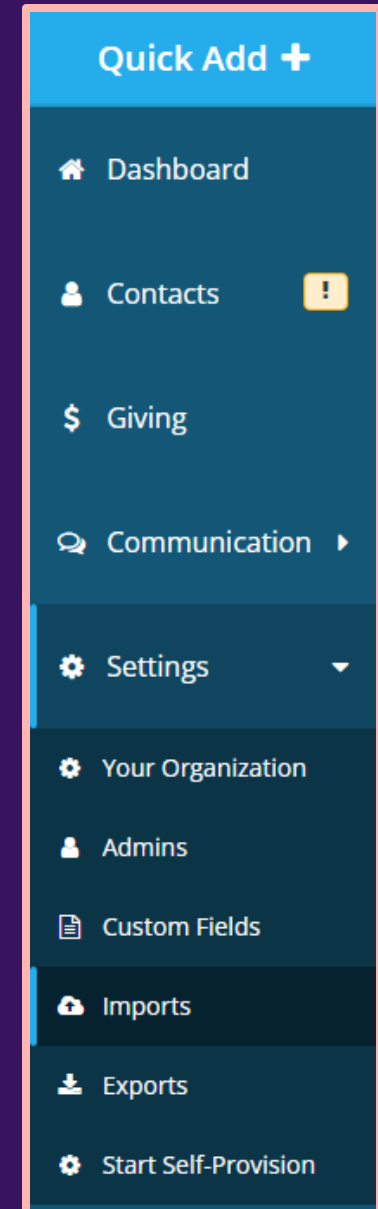 Quick Add +
Dashboard
Contacts !
$ Giving
Communication
Settings
Your Organization
Admins
Custom Fields
Imports
Exports
Start Self-Provision